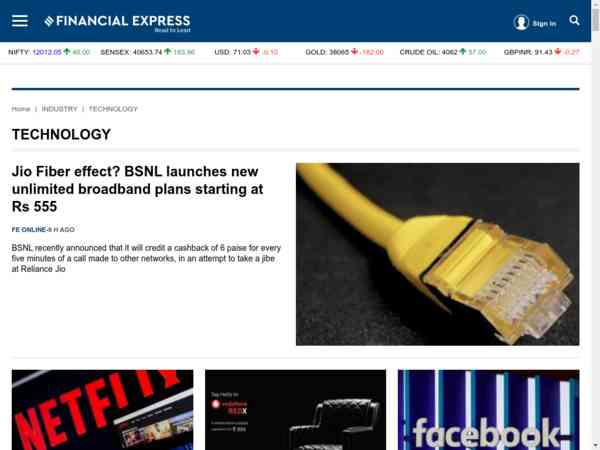 FINANCIAL EXPRESS
Read to Lead
Sign In
NIFTY: 12012.05 46.00 SENSEX: 40653.74 183.96 USD: 71.03 -0.10 GOLD: 38065 -182.00 CRUDE OIL: 4062 57.00 GBPINR: 91.43 -0.27
Home | INDUSTRY | TECHNOLOGY
TECHNOLOGY
Jio Fiber effect? BSNL launches new
unlimited broadband plans starting at
Rs 555
FE ONLINE-9 H AGO
BSNL recently announced that it will credit a cashback of 6 paise for every
five minutes of a call made to other networks, in an attempt to take a jibe
at Reliance Jio
NETFLIX
Say Hello to
vodafone
REDX
facebook